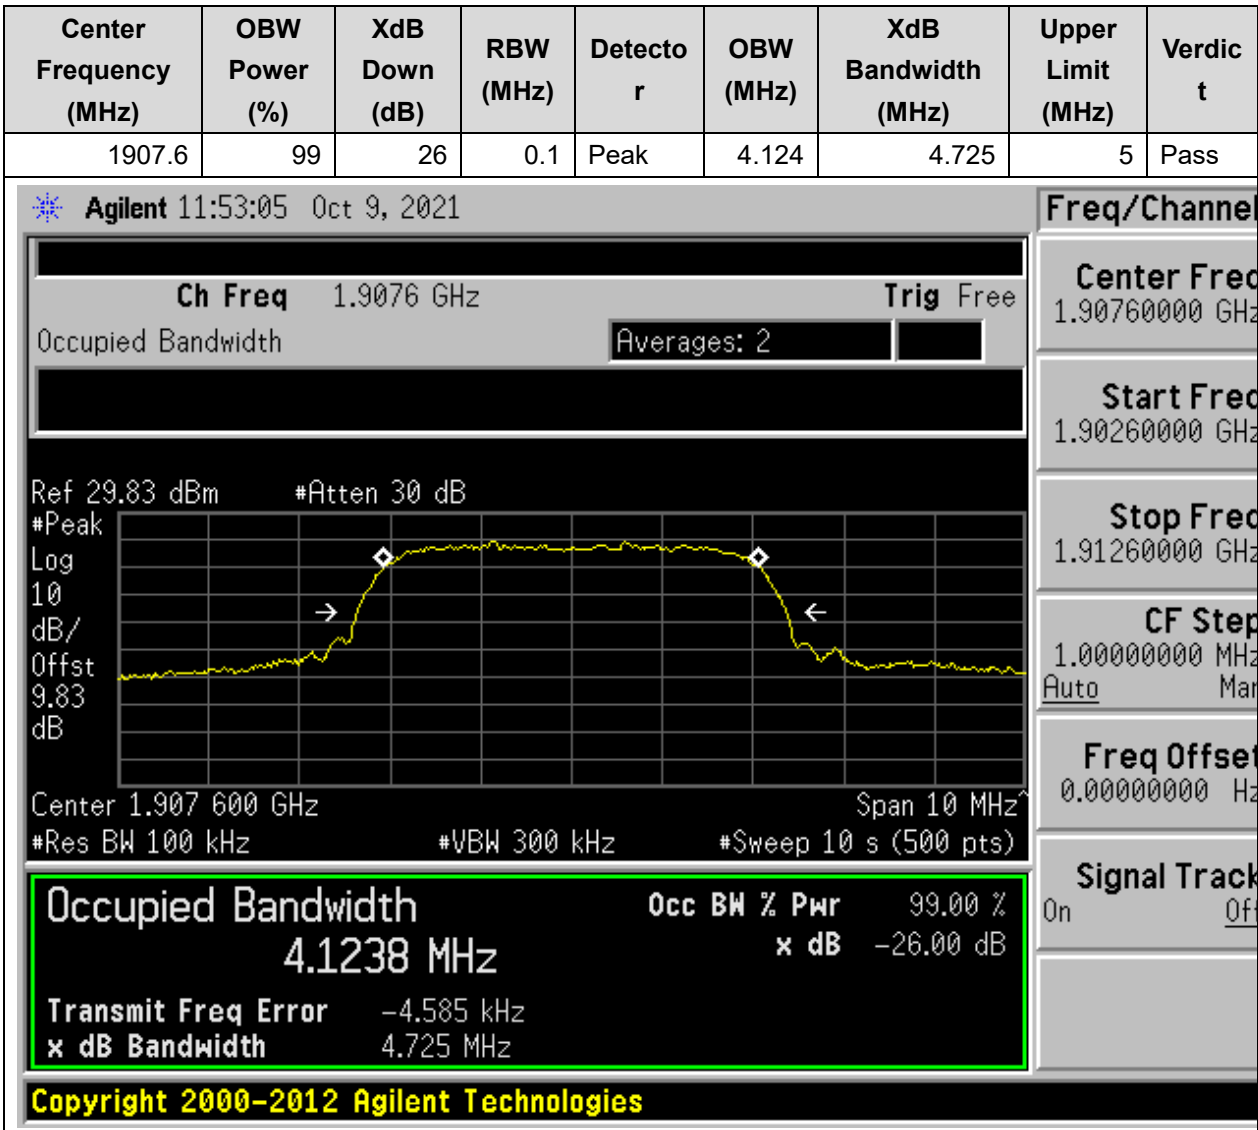 Center Frequency (MHz) OBW Power (%) XdB Down (dB) RBW (MHz) Detector OBW (MHz) XdB Bandwidth (MHz) Upper Limit (MHz) Verdict
1907.6 99 26 0.1 Peak 4.124 4.725 5 Pass
Agilent 11:53:05 Oct 9, 2021
Freq/Channel
Ch Freq 1.9076 GHz Trig Free
Occupied Bandwidth Averages: 2
Center Freq
1.90760000 GHz
Start Freq
1.90260000 GHz
Stop Freq
1.91260000 GHz
CF Step
1.00000000 MHz
Auto Man
Freq Offset
0.00000000 Hz
Signal Track
On Off
Ref 29.83 dBm #Atten 30 dB
#Peak
Log
10
dB/
Offst
9.83
dB
Center 1.907 600 GHz Span 10 MHz^
#Res BW 100 kHz #VBW 300 kHz #Sweep 10 s (500 pts)
Occupied Bandwidth Occ BW % Pwr 99.00 %
4.1238 MHz x dB -26.00 dB
Transmit Freq Error -4.585 kHz
x dB Bandwidth 4.725 MHz
Copyright 2000-2012 Agilent Technologies